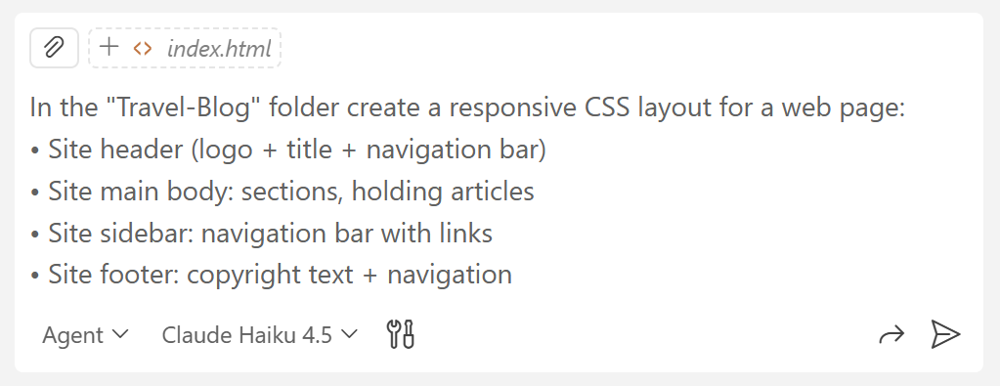 index.html
In the "Travel-Blog" folder create a responsive CSS layout for a web page:
• Site header (logo + title + navigation bar)
• Site main body: sections, holding articles
• Site sidebar: navigation bar with links
• Site footer: copyright text + navigation
Agent Claude Haiku 4.5